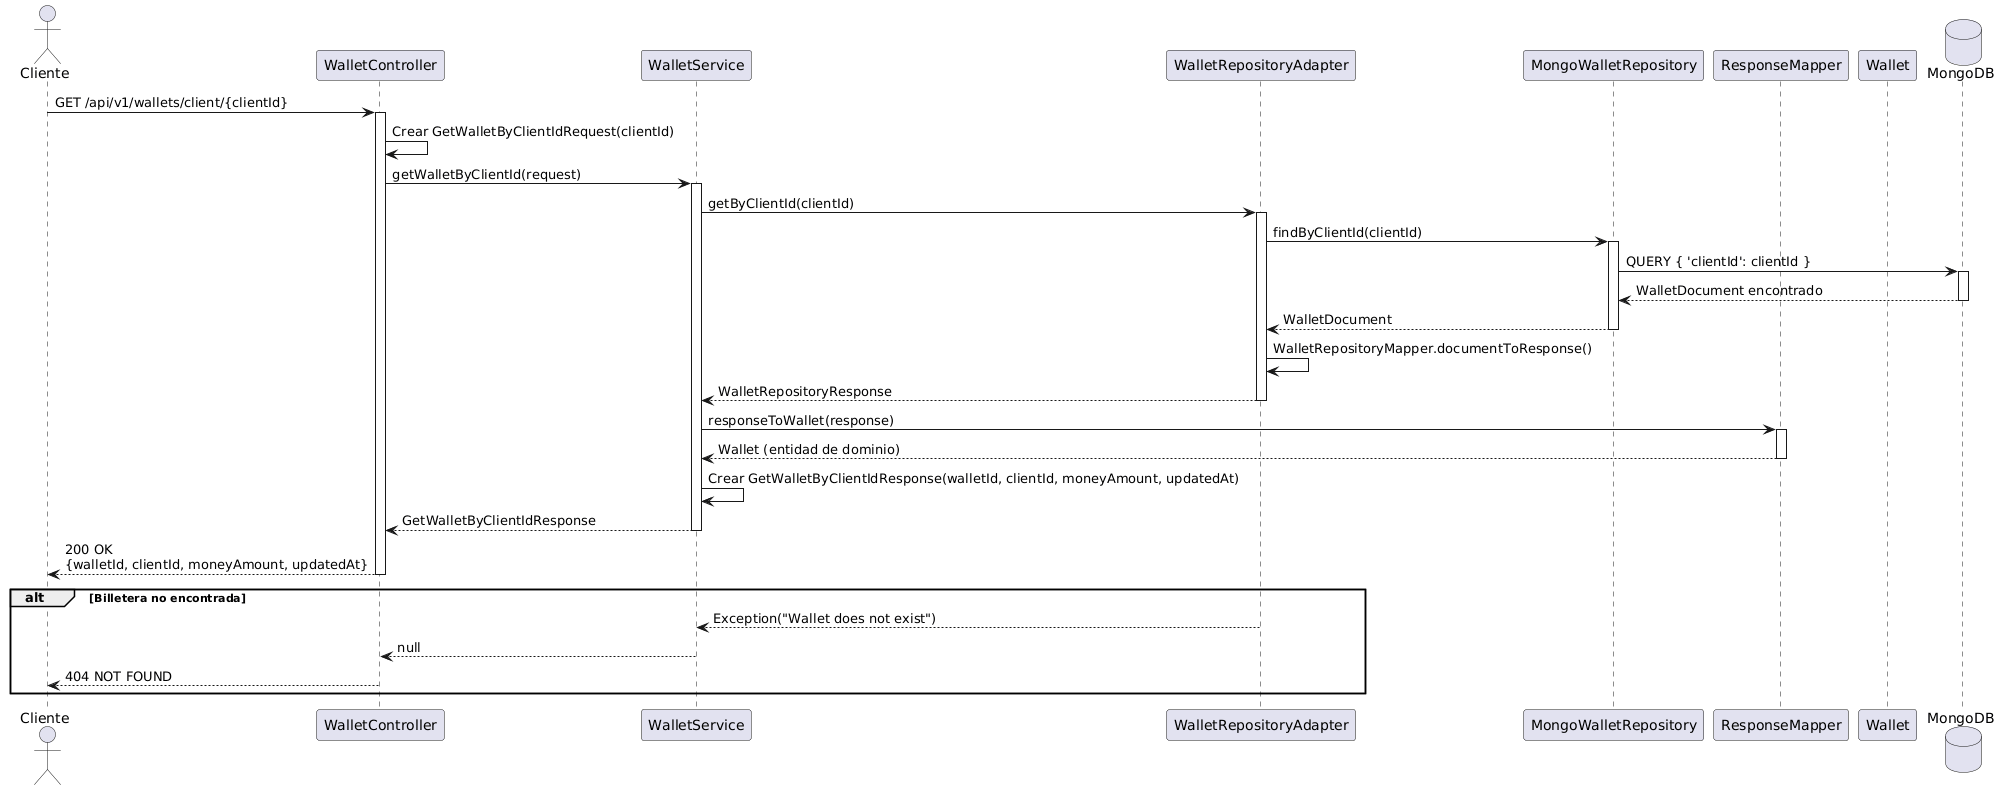 Cliente
WalletController
WalletService
WalletRepositoryAdapter
MongoWalletRepository
ResponseMapper
Wallet
MongoDB
GET /api/v1/wallets/client/{clientId}
Crear GetWalletByClientIdRequest(clientId)
getWalletByClientId(request)
getByClientId(clientId)
findByClientId(clientId)
QUERY { 'clientId': clientId }
WalletDocument encontrado
WalletDocument
WalletRepositoryMapper.documentToResponse()
WalletRepositoryResponse
responseToWallet(response)
Wallet (entidad de dominio)
Crear GetWalletByClientIdResponse(walletId, clientId, moneyAmount, updatedAt)
GetWalletByClientIdResponse
200 OK
{walletId, clientId, moneyAmount, updatedAt}
alt
[Billetera no encontrada]
Exception("Wallet does not exist")
null
404 NOT FOUND
Cliente
WalletController
WalletService
WalletRepositoryAdapter
MongoWalletRepository
ResponseMapper
Wallet
MongoDB